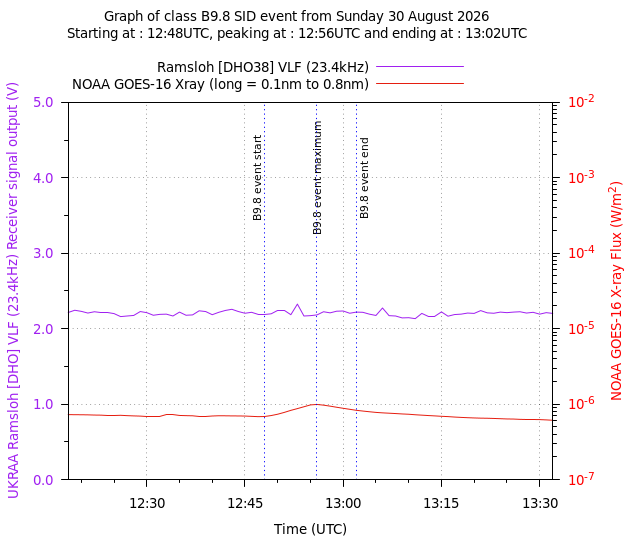 Graph of class B9.8 SID event from Sunday 30 August 2026
Starting at : 12:48UTC, peaking at : 12:56UTC and ending at : 13:02UTC
Ramsloh [DHO38] VLF (23.4kHz)
NOAA GOES-16 Xray (long = 0.1nm to 0.8nm)
UKRAA Ramsloh [DHO] VLF (23.4kHz) Receiver signal output (V)
5.0
4.0
3.0
2.0
1.0
0.0
B9.8 event start
B9.8 event maximum
B9.8 event end
10-2
10-3
10-4
10-5
10-6
10-7
NOAA GOES-16 X-ray Flux (W/m2)
12:30
12:45
13:00
13:15
13:30
Time (UTC)